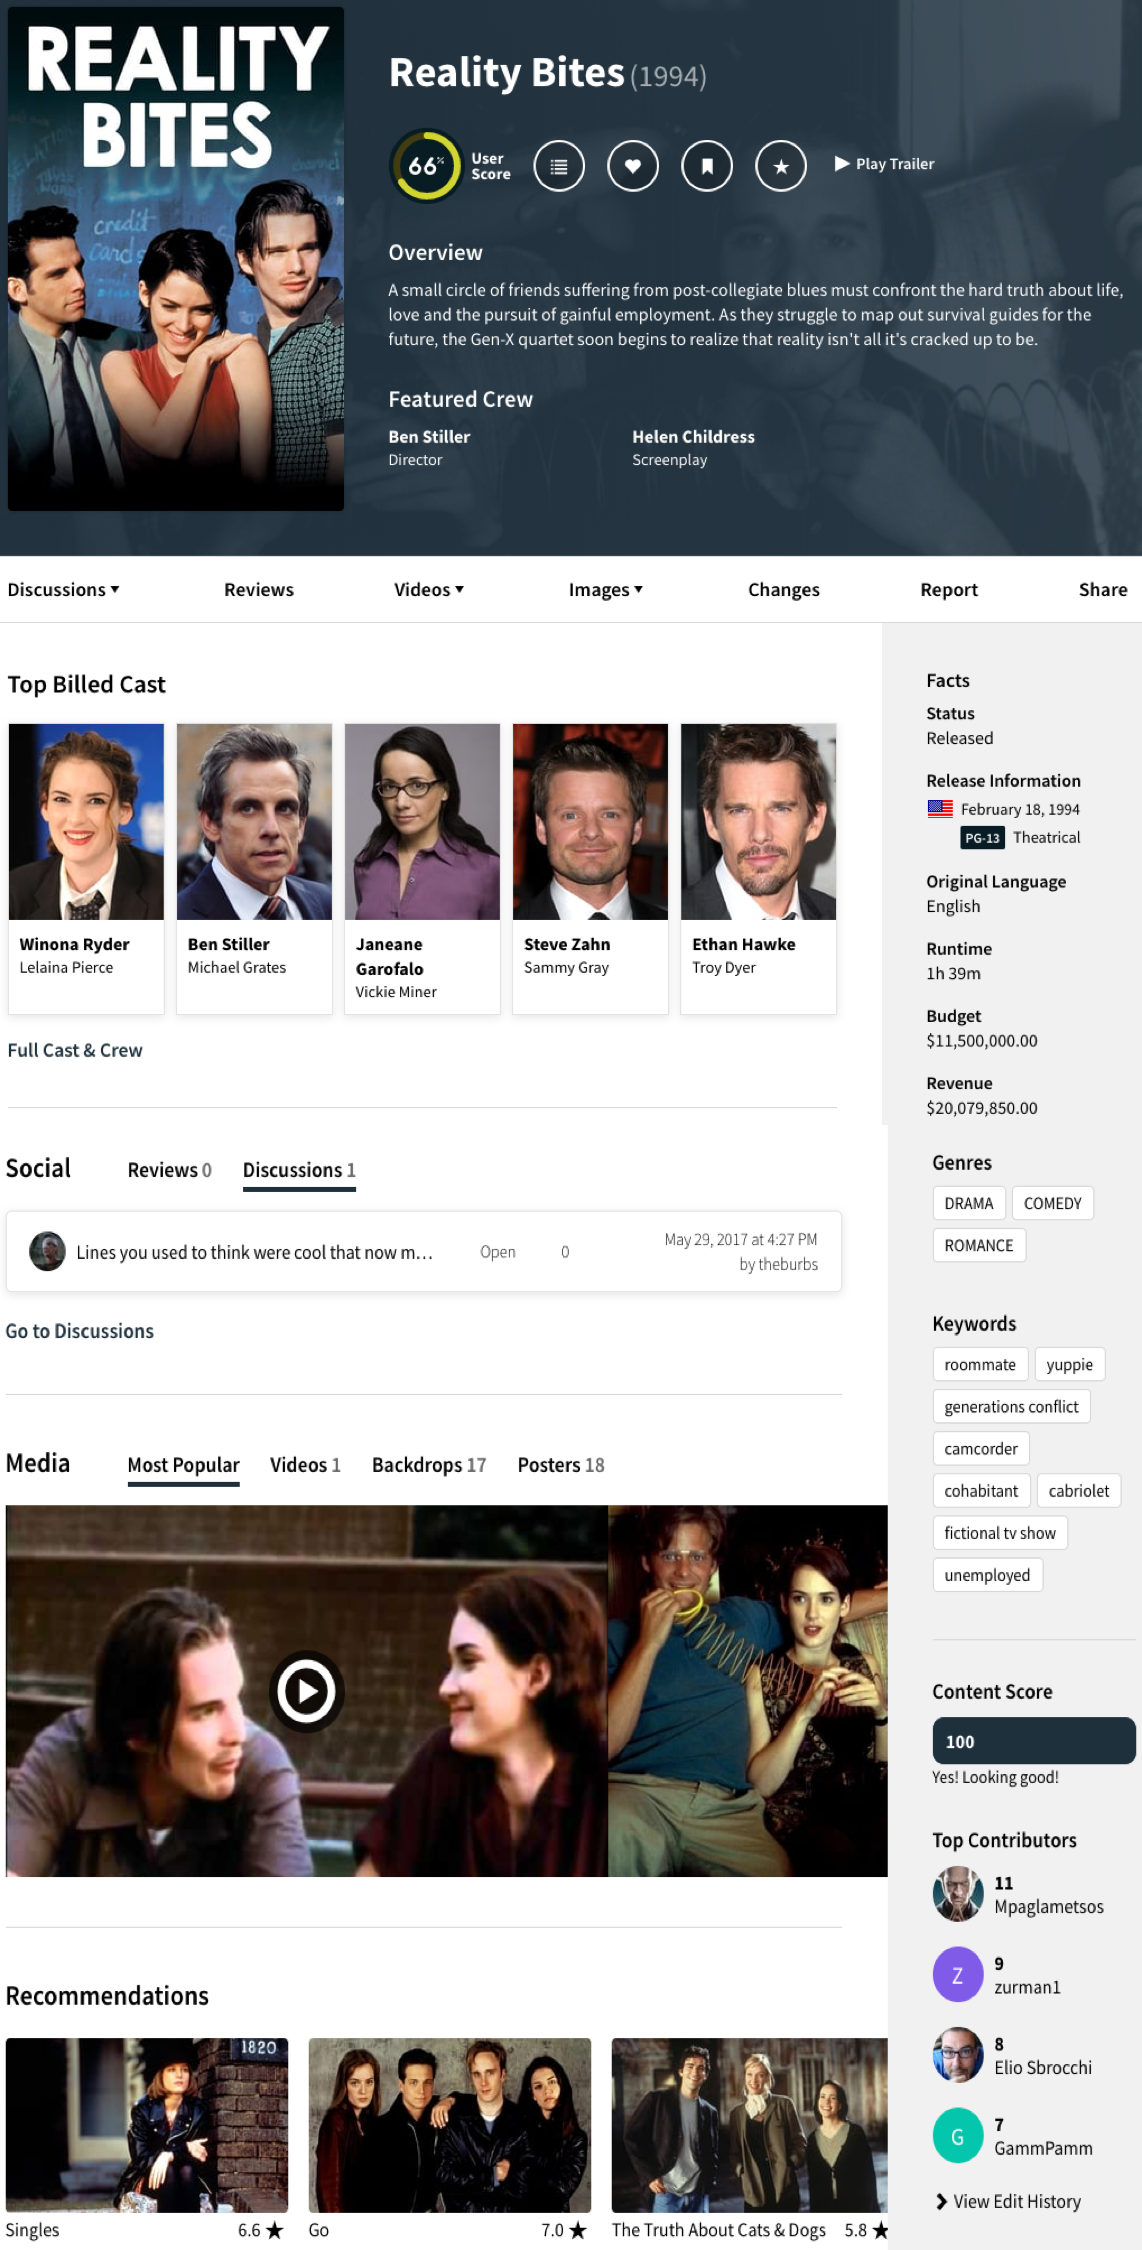 REALITY
BITES
credit
cards
channel
Reality Bites (1994)
66%
User
Score
Play Trailer
Overview
A small circle of friends suffering from post-collegiate blues must confront the hard truth about life,
love and the pursuit of gainful employment. As they struggle to map out survival guides for the
future, the Gen-X quartet soon begins to realize that reality isn't all it's cracked up to be.
Featured Crew
Ben Stiller
Director
Helen Childress
Screenplay
Discussions
Reviews
Videos
Images
Changes
Report
Share
Top Billed Cast
Winona Ryder
Lelaina Pierce
Ben Stiller
Michael Grates
Janeane
Garofalo
Vickie Miner
Steve Zahn
Sammy Gray
Ethan Hawke
Troy Dyer
Full Cast & Crew
Facts
Status
Released
Release Information
February 18, 1994
PG-13 Theatrical
Original Language
English
Runtime
1h 39m
Budget
$11,500,000.00
Revenue
$20,079,850.00
Genres
DRAMA
COMEDY
ROMANCE
Keywords
roommate
yuppie
generations conflict
camcorder
cohabitant
cabriolet
fictional tv show
unemployed
Content Score
100
Yes! Looking good!
Top Contributors
11
Mpaglametsos
Z
9
zurman1
8
Elio Sbrocchi
G
7
GammPamm
View Edit History
Social
Reviews 0
Discussions 1
Lines you used to think were cool that now m...
Open
0
May 29, 2017 at 4:27 PM
by theburbs
Go to Discussions
Media
Most Popular
Videos 1
Backdrops 17
Posters 18
Recommendations
1820
Singles
6.6
Go
7.0
The Truth About Cats & Dogs
5.8